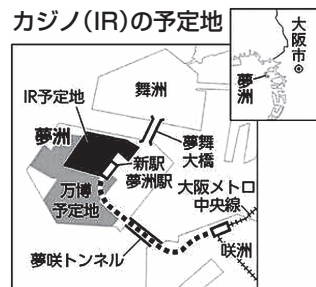 カジノ(IR)の予定地
大阪市
夢洲
舞洲
IR予定地
夢洲
夢舞
大橋
新駅
夢洲駅
万博
予定地
大阪メトロ
中央線
咲洲
夢咲トンネル